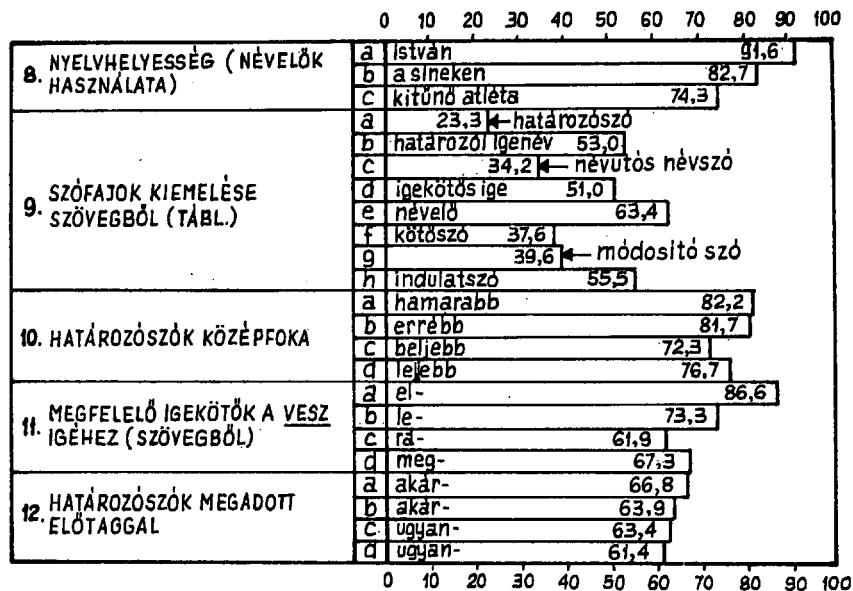 0 10 20 30 40 50 60 70 80 90 100
8. NYELVHELYESSÉG (NÉVELŐK
HASZNÁLATA)
a István 91,6
b a síneken 82,7
c kitűnő atléta 74,3
9. SZÓFAJOK KIEMELÉSE
SZÖVEGBŐL (TÁBL.)
a 23,3 határozószó
b határozói igenév 53,0
c 34,2 névutós névszó
d igekötős ige 51,0
e névelő 63,4
f kötőszó 37,6
g 39,6 módosító szó
h indulatszó 55,5
10. HATÁROZÓSZÓK KÖZÉPFOKA
a hamarabb 82,2
b errébb 81,7
c beljebb 72,3
d lejebb 76,7
11. MEGFELELŐ IGEKÖTŐK A VESZ
IGÉHEZ (SZÖVEGBŐL)
a el- 86,6
b le- 73,3
c rá- 61,9
d meg- 67,3
12. HATÁROZÓSZÓK MEGADOTT
ELŐTAGGAL
a akár- 66,8
b akár- 63,9
c ugyan- 63,4
d ugyan- 61,4
0 10 20 30 40 50 60 70 80 90 100